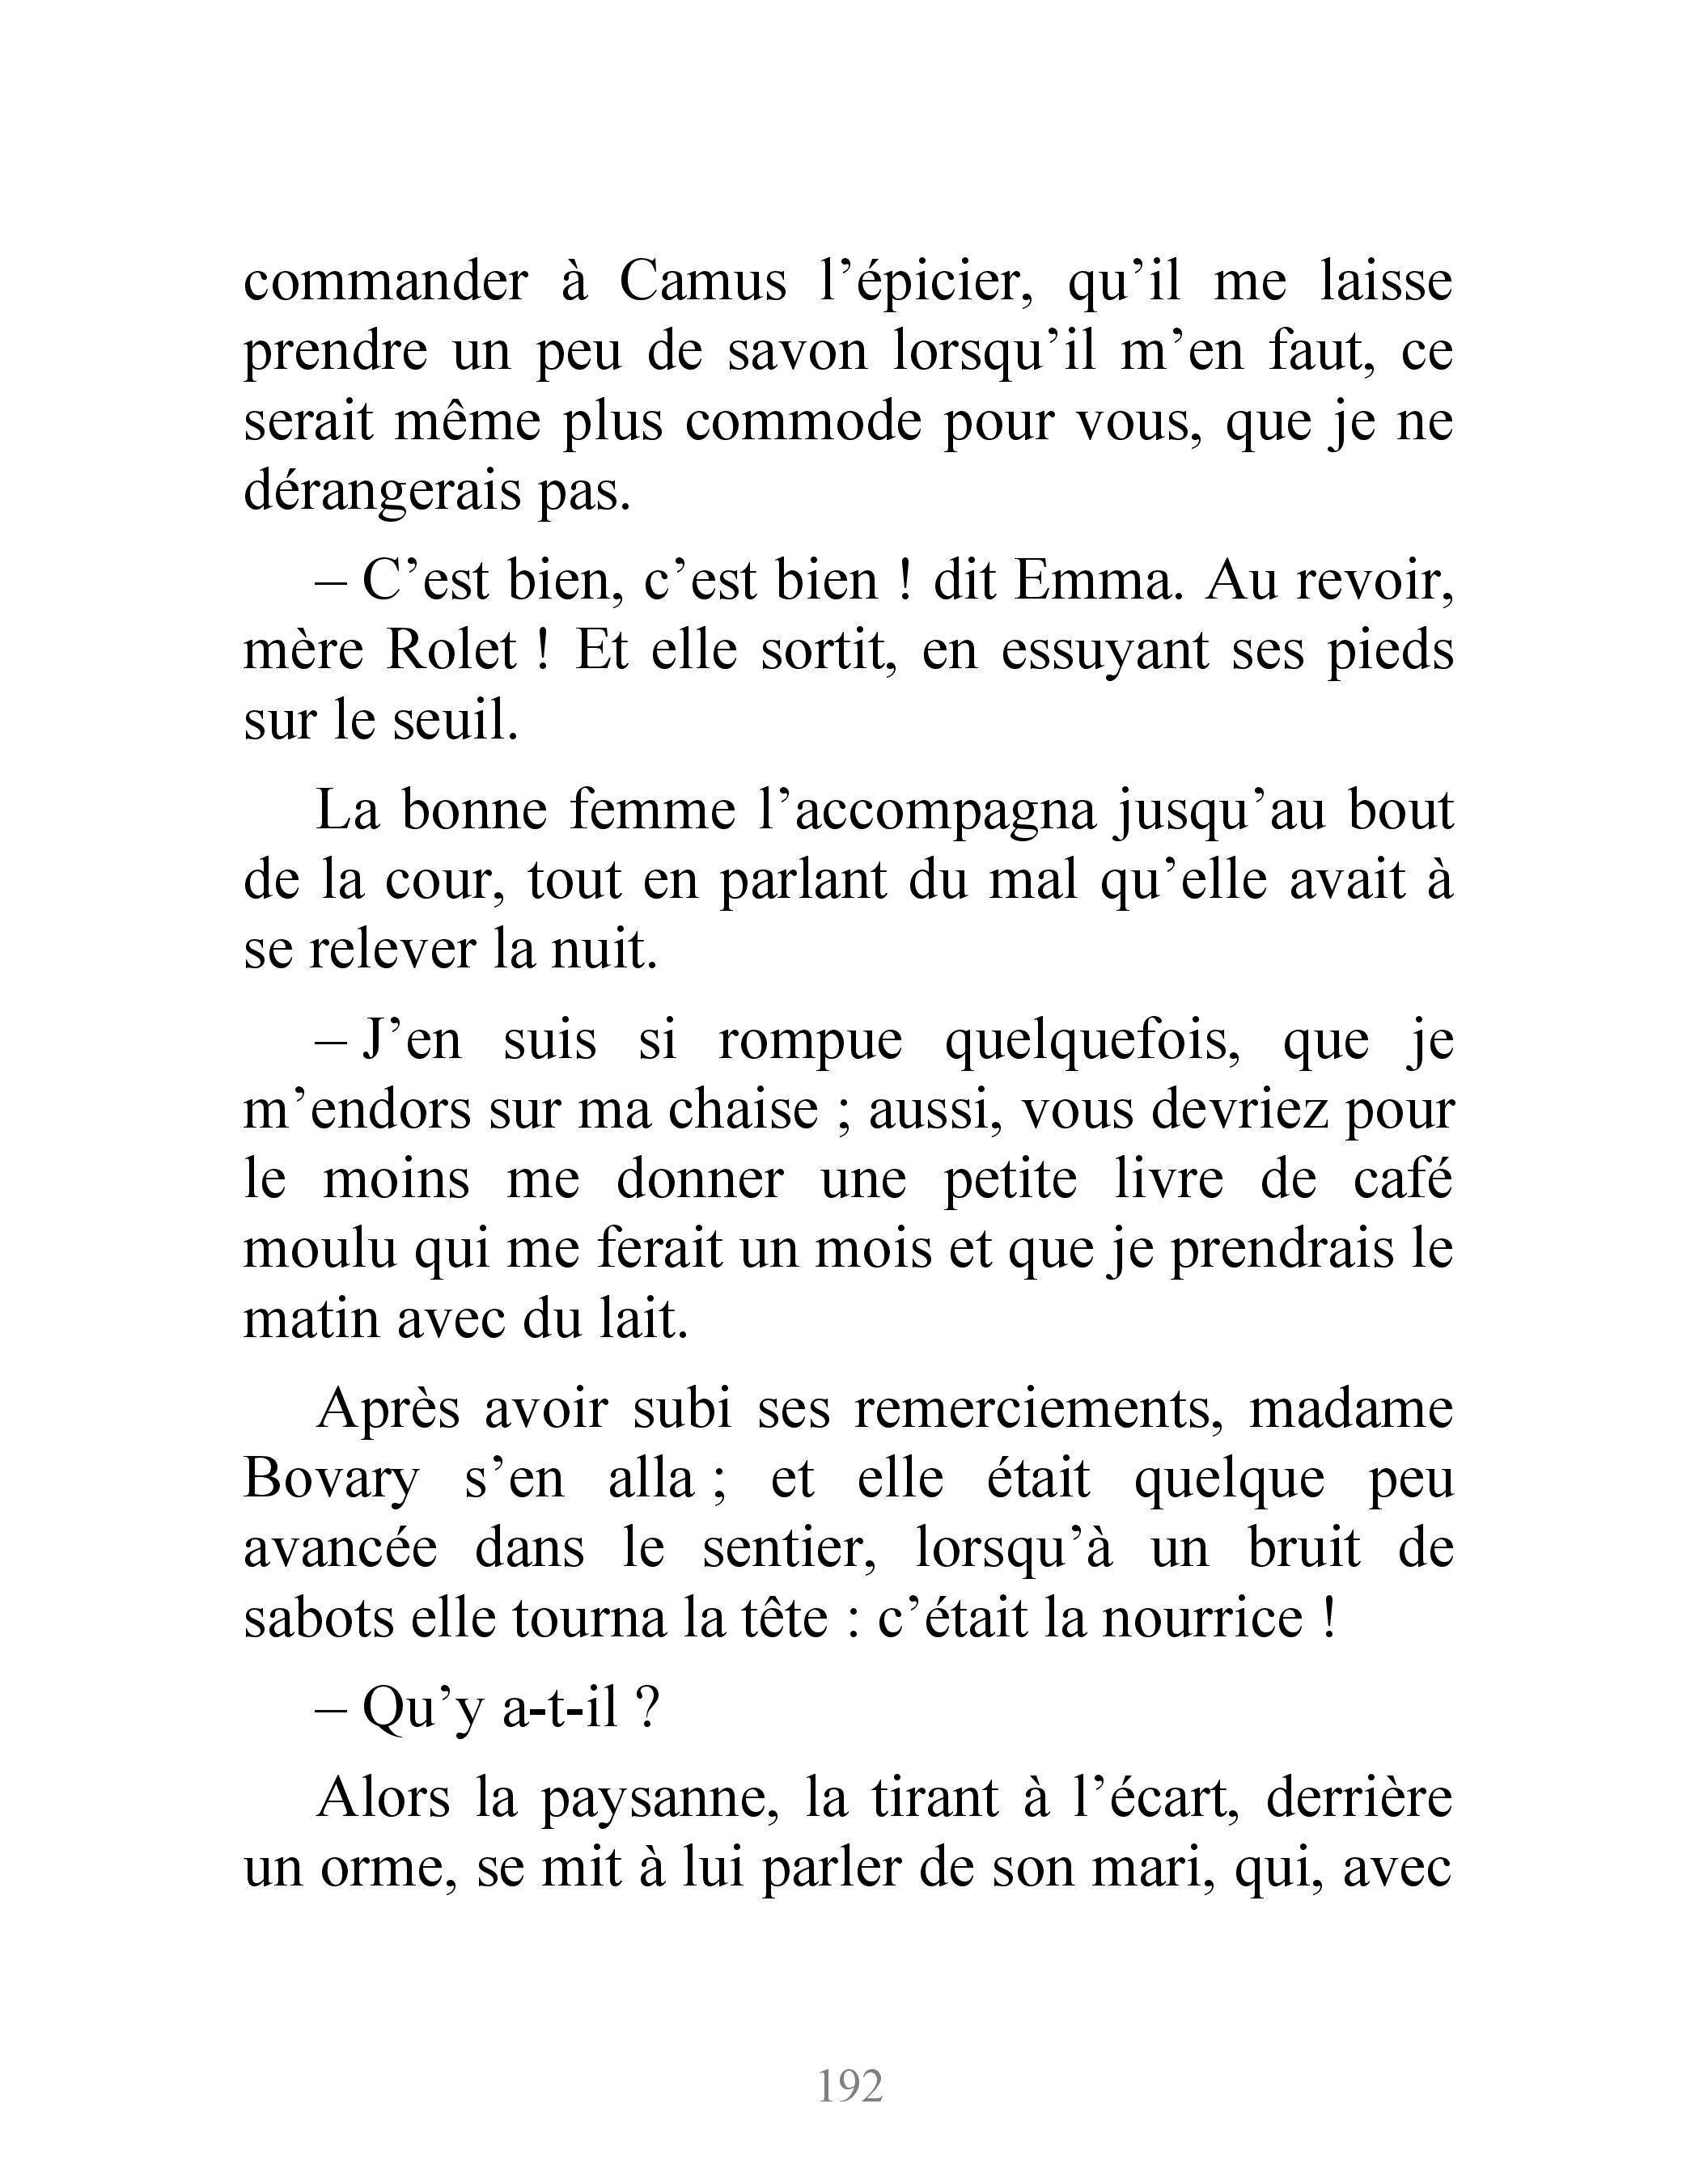 commander à Camus l’épicier, qu’il me laisse
prendre un peu de savon lorsqu’il m’en faut, ce
serait même plus commode pour vous, que je ne
dérangerais pas.
– C’est bien, c’est bien ! dit Emma. Au revoir,
mère Rolet ! Et elle sortit, en essuyant ses pieds
sur le seuil.
La bonne femme l’accompagna jusqu’au bout
de la cour, tout en parlant du mal qu’elle avait à
se relever la nuit.
– J’en suis si rompue quelquefois, que je
m’endors sur ma chaise ; aussi, vous devriez pour
le moins me donner une petite livre de café
moulu qui me ferait un mois et que je prendrais le
matin avec du lait.
Après avoir subi ses remerciements, madame
Bovary s’en alla ; et elle était quelque peu
avancée dans le sentier, lorsqu’à un bruit de
sabots elle tourna la tête : c’était la nourrice !
– Qu’y a-t-il ?
Alors la paysanne, la tirant à l’écart, derrière
un orme, se mit à lui parler de son mari, qui, avec
192